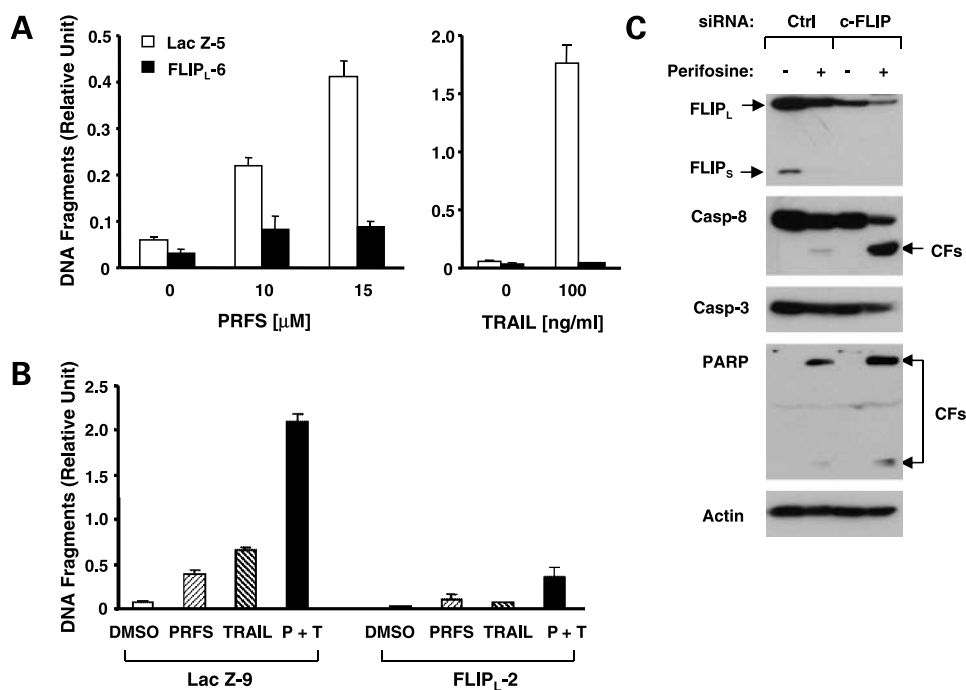 A
DNA Fragments (Relative Unit)
0.5
0.4
0.3
0.2
0.1
0
Lac Z-5
FLIPL-6
0 10 15
PRFS [μM]
2.0
1.5
1.0
0.5
0
0 100
TRAIL [ng/ml]
B
DNA Fragments (Relative Unit)
2.5
2.0
1.5
1.0
0.5
0
DMSO PRFS TRAIL P + T DMSO PRFS TRAIL P + T
Lac Z-9 FLIPL-2
C
siRNA: Ctrl c-FLIP
Perifosine: - + - +
FLIPL
FLIPS
Casp-8
CFs
Casp-3
PARP
CFs
Actin